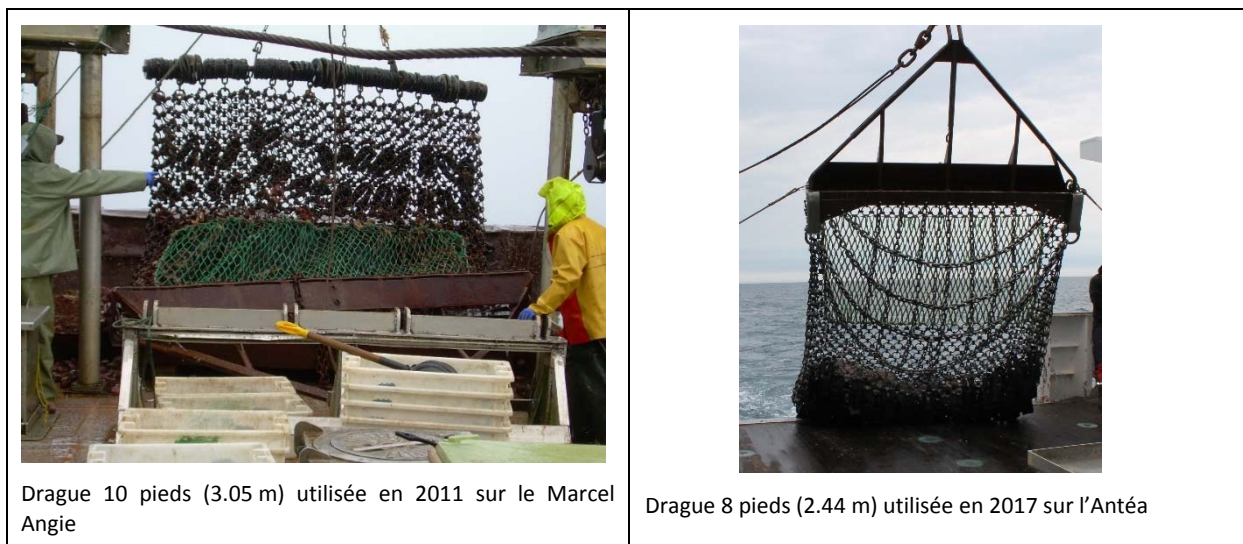 Drague 10 pieds (3.05 m) utilisée en 2011 sur le Marcel
Angie
Drague 8 pieds (2.44 m) utilisée en 2017 sur l’Antéa